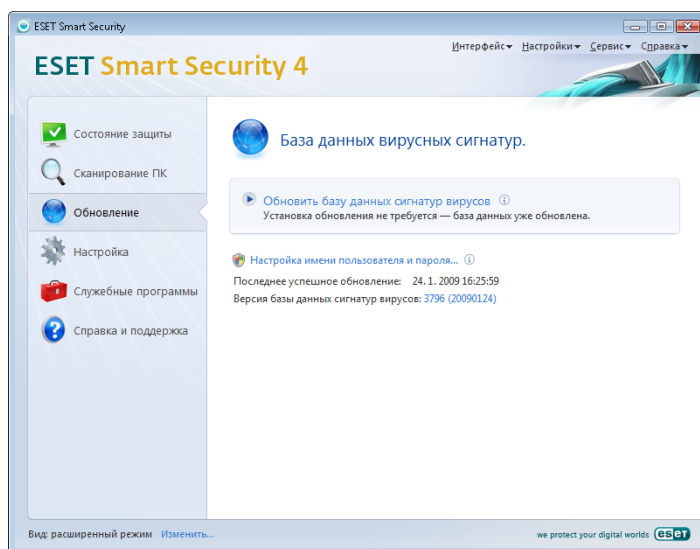 ESET Smart Security
Интерфейс Настройки Сервис Справка
ESET Smart Security 4
Состояние защиты
Сканирование ПК
Обновление
Настройка
Служебные программы
Справка и поддержка
База данных вирусных сигнатур.
Обновить базу данных сигнатур вирусов
Установка обновления не требуется — база данных уже обновлена.
Настройка имени пользователя и пароля...
Последнее успешное обновление: 24. 1. 2009 16:25:59
Версия базы данных сигнатур вирусов: 3796 (20090124)
Вид: расширенный режим Изменить...
we protect your digital worlds eset